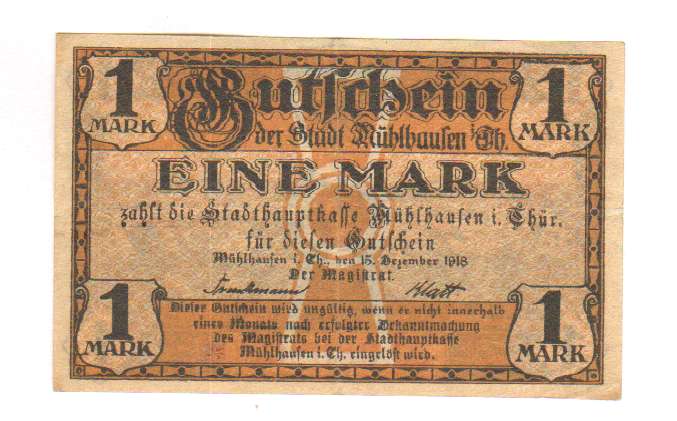 1 MARK
Gutschein
1 MARK
der Stadt Mühlhausen i/Th.
EINE MARK
zahlt die Stadthauptkasse Mühlhausen i. Thür.
für diesen Gutschein
Mühlhausen i. Th., den 15. Dezember 1918
Der Magistrat
1 MARK
Dieser Gutschein wird ungültig, wenn er nicht innerhalb
eines Monats nach erfolgter Bekanntmachung
des Magistrats bei der Stadthauptkasse
Mühlhausen i. Th. eingelöst wird.
1 MARK